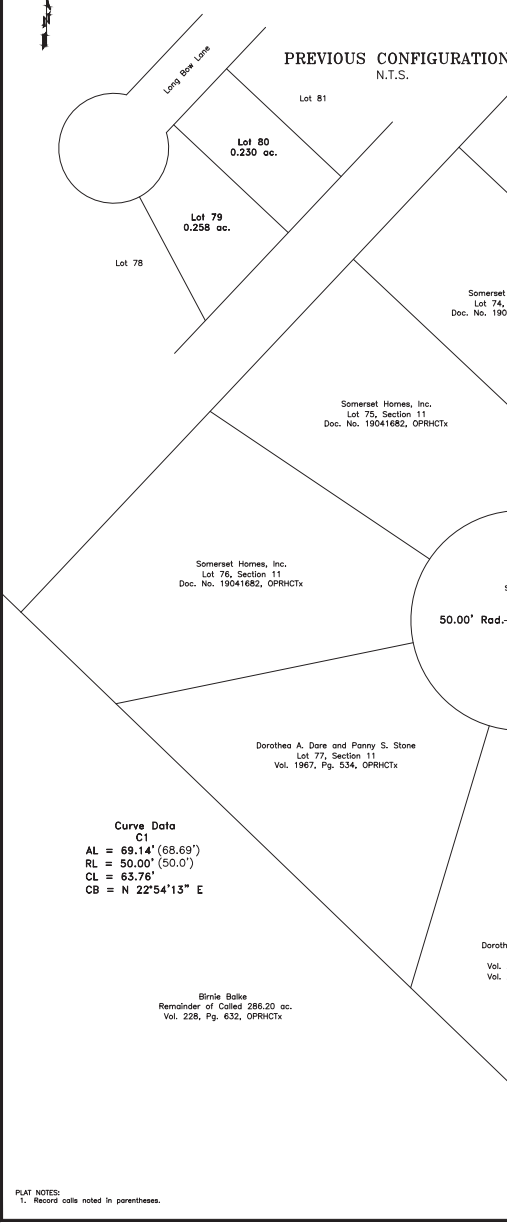 PREVIOUS CONFIGURATION
N.T.S.
Long Bow Lane
Lot 81
Lot 80
0.230 ac.
Lot 79
0.258 ac.
Lot 78
Somerset
Lot 74,
Doc. No. 190
Somerset Homes, Inc.
Lot 75, Section 11
Doc. No. 19041682, OPRHCTx
Somerset Homes, Inc.
Lot 76, Section 11
Doc. No. 19041682, OPRHCTx
S
50.00' Rad.-
Dorothea A. Dare and Panny S. Stone
Lot 77, Section 11
Vol. 1967, Pg. 534, OPRHCTx
Curve Data
C1
AL = 69.14' (68.69')
RL = 50.00' (50.0')
CL = 63.76'
CB = N 22°54'13" E
Doroth
Vol.
Vol.
Birnie Balke
Remainder of Called 286.20 ac.
Vol. 228, Pg. 632, OPRHCTx
PLAT NOTES:
1. Record calls noted in parentheses.